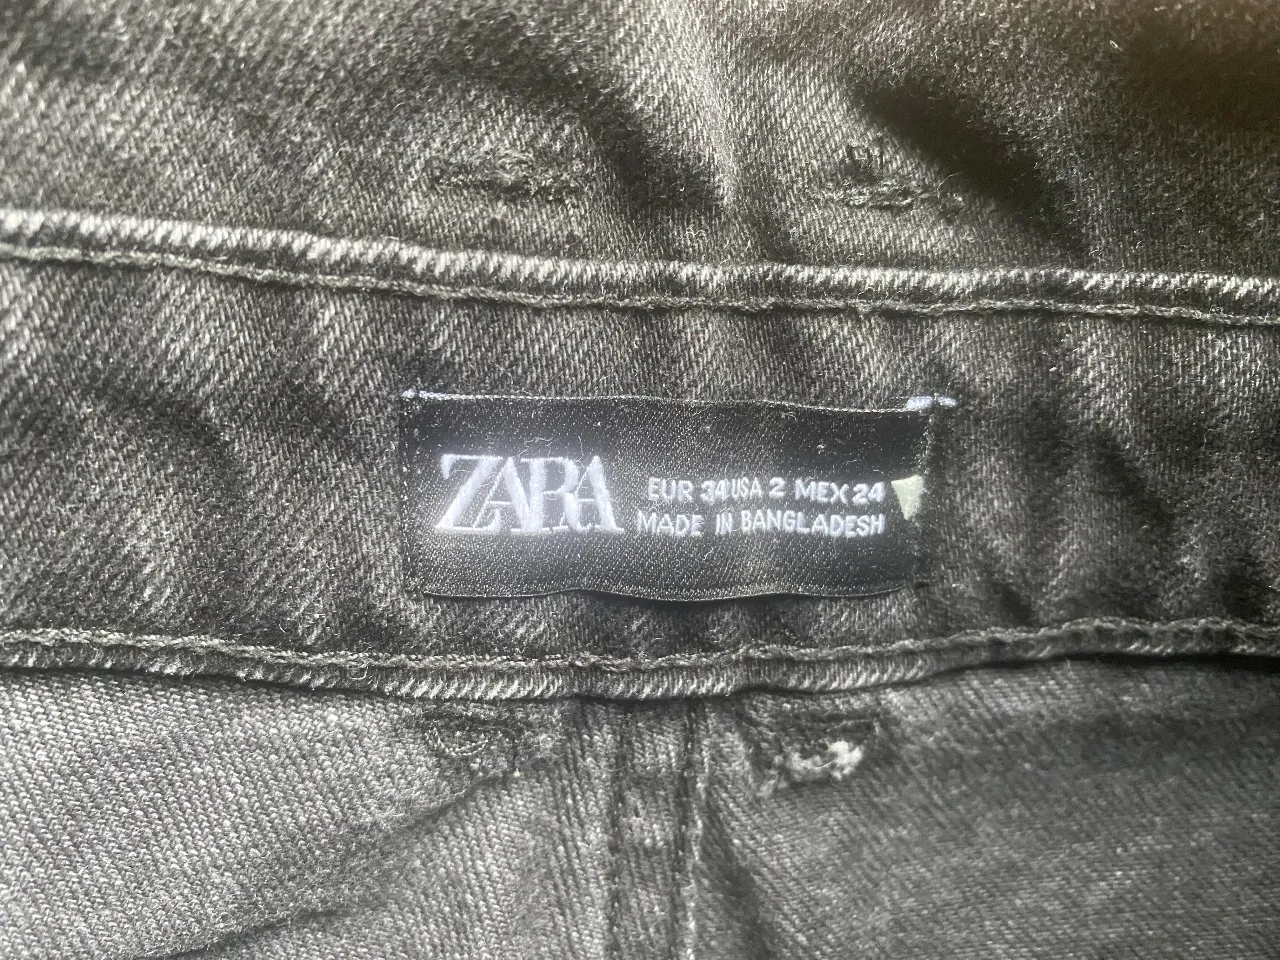 ZARA
EUR 34 USA 2 MEX 24
MADE IN BANGLADESH